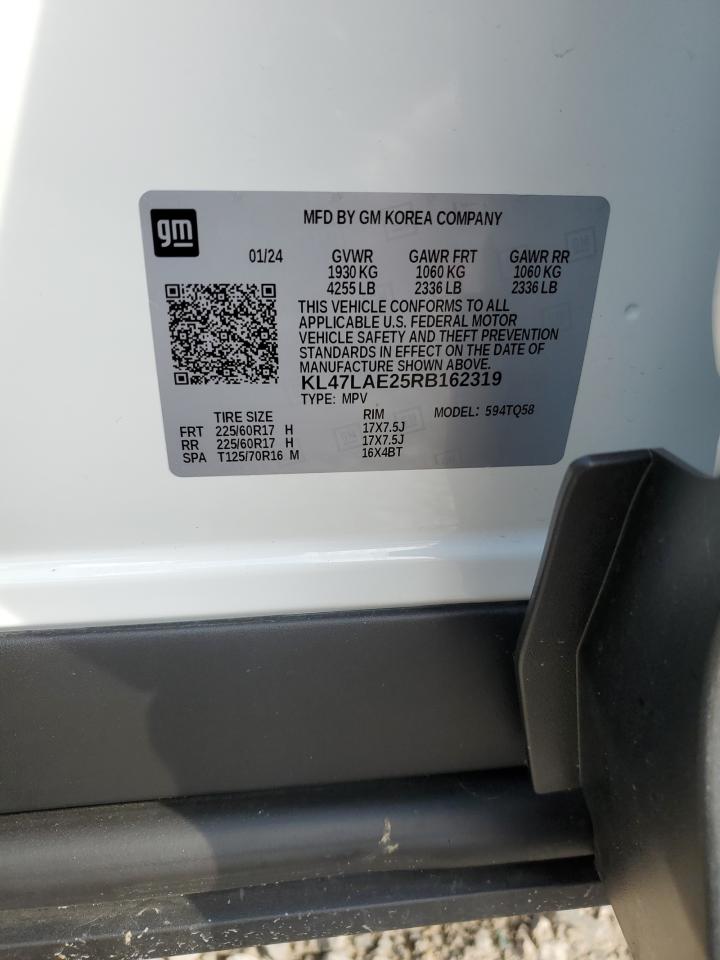 gm
MFD BY GM KOREA COMPANY
01/24 GVWR GAWR FRT GAWR RR
1930 KG 1060 KG 1060 KG
4255 LB 2336 LB 2336 LB
THIS VEHICLE CONFORMS TO ALL
APPLICABLE U.S. FEDERAL MOTOR
VEHICLE SAFETY AND THEFT PREVENTION
STANDARDS IN EFFECT ON THE DATE OF
MANUFACTURE SHOWN ABOVE.
KL47LAE25RB162319
TYPE: MPV
TIRE SIZE RIM MODEL: 594TQ58
FRT 225/60R17 H 17X7.5J
RR 225/60R17 H 17X7.5J
SPA T125/70R16 M 16X4BT